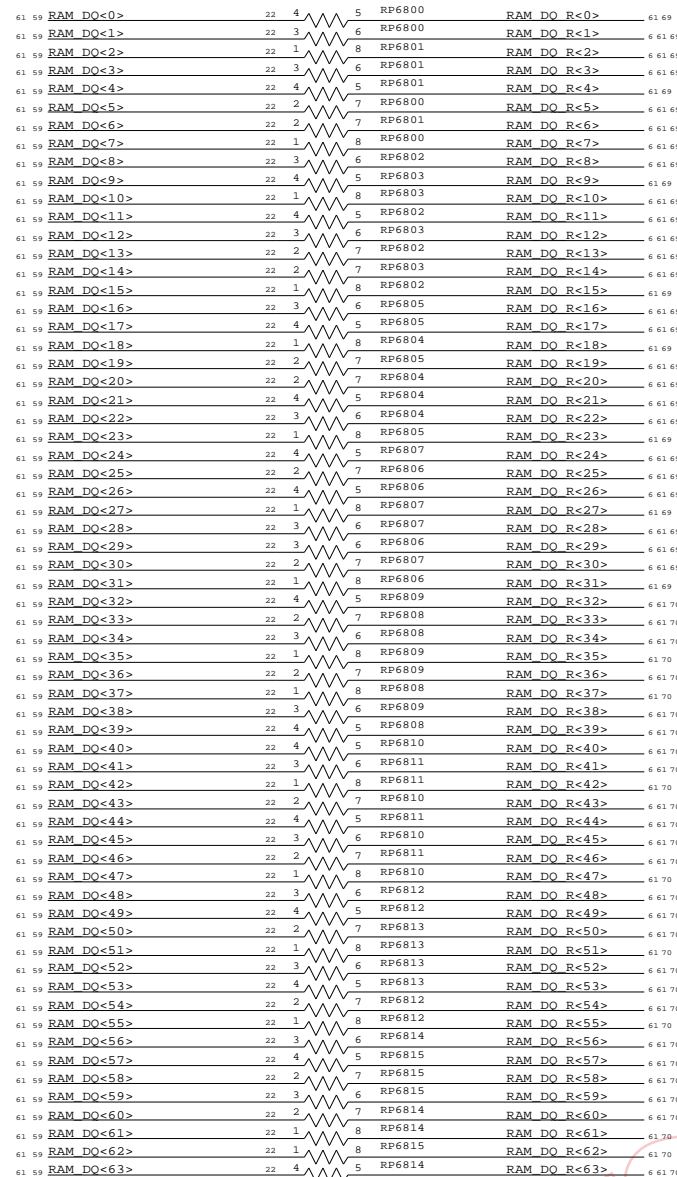 61 59 RAM_DQ<0> 22 4 5 RP6800 RAM_DQ_R<0> 61 69
61 59 RAM_DQ<1> 22 3 6 RP6800 RAM_DQ_R<1> 6 61 69
61 59 RAM_DQ<2> 22 1 8 RP6801 RAM_DQ_R<2> 6 61 69
61 59 RAM_DQ<3> 22 3 6 RP6801 RAM_DQ_R<3> 6 61 69
61 59 RAM_DQ<4> 22 4 5 RP6801 RAM_DQ_R<4> 61 69
61 59 RAM_DQ<5> 22 2 7 RP6800 RAM_DQ_R<5> 6 61 69
61 59 RAM_DQ<6> 22 2 7 RP6801 RAM_DQ_R<6> 6 61 69
61 59 RAM_DQ<7> 22 1 8 RP6800 RAM_DQ_R<7> 6 61 69
61 59 RAM_DQ<8> 22 3 6 RP6802 RAM_DQ_R<8> 6 61 69
61 59 RAM_DQ<9> 22 4 5 RP6803 RAM_DQ_R<9> 61 69
61 59 RAM_DQ<10> 22 1 8 RP6803 RAM_DQ_R<10> 6 61 69
61 59 RAM_DQ<11> 22 4 5 RP6802 RAM_DQ_R<11> 6 61 69
61 59 RAM_DQ<12> 22 3 6 RP6803 RAM_DQ_R<12> 6 61 69
61 59 RAM_DQ<13> 22 2 7 RP6802 RAM_DQ_R<13> 6 61 69
61 59 RAM_DQ<14> 22 2 7 RP6803 RAM_DQ_R<14> 6 61 69
61 59 RAM_DQ<15> 22 1 8 RP6802 RAM_DQ_R<15> 61 69
61 59 RAM_DQ<16> 22 3 6 RP6805 RAM_DQ_R<16> 6 61 69
61 59 RAM_DQ<17> 22 4 5 RP6805 RAM_DQ_R<17> 6 61 69
61 59 RAM_DQ<18> 22 1 8 RP6804 RAM_DQ_R<18> 61 69
61 59 RAM_DQ<19> 22 2 7 RP6805 RAM_DQ_R<19> 6 61 69
61 59 RAM_DQ<20> 22 2 7 RP6804 RAM_DQ_R<20> 6 61 69
61 59 RAM_DQ<21> 22 4 5 RP6804 RAM_DQ_R<21> 6 61 69
61 59 RAM_DQ<22> 22 3 6 RP6804 RAM_DQ_R<22> 6 61 69
61 59 RAM_DQ<23> 22 1 8 RP6805 RAM_DQ_R<23> 61 69
61 59 RAM_DQ<24> 22 4 5 RP6807 RAM_DQ_R<24> 6 61 69
61 59 RAM_DQ<25> 22 2 7 RP6806 RAM_DQ_R<25> 6 61 69
61 59 RAM_DQ<26> 22 4 5 RP6806 RAM_DQ_R<26> 6 61 69
61 59 RAM_DQ<27> 22 1 8 RP6807 RAM_DQ_R<27> 61 69
61 59 RAM_DQ<28> 22 3 6 RP6807 RAM_DQ_R<28> 6 61 69
61 59 RAM_DQ<29> 22 3 6 RP6806 RAM_DQ_R<29> 6 61 69
61 59 RAM_DQ<30> 22 2 7 RP6807 RAM_DQ_R<30> 6 61 69
61 59 RAM_DQ<31> 22 1 8 RP6806 RAM_DQ_R<31> 61 69
61 59 RAM_DQ<32> 22 4 5 RP6809 RAM_DQ_R<32> 6 61 70
61 59 RAM_DQ<33> 22 2 7 RP6808 RAM_DQ_R<33> 6 61 70
61 59 RAM_DQ<34> 22 3 6 RP6808 RAM_DQ_R<34> 6 61 70
61 59 RAM_DQ<35> 22 1 8 RP6809 RAM_DQ_R<35> 61 70
61 59 RAM_DQ<36> 22 2 7 RP6809 RAM_DQ_R<36> 6 61 70
61 59 RAM_DQ<37> 22 1 8 RP6808 RAM_DQ_R<37> 61 70
61 59 RAM_DQ<38> 22 3 6 RP6809 RAM_DQ_R<38> 6 61 70
61 59 RAM_DQ<39> 22 4 5 RP6808 RAM_DQ_R<39> 6 61 70
61 59 RAM_DQ<40> 22 4 5 RP6810 RAM_DQ_R<40> 6 61 70
61 59 RAM_DQ<41> 22 3 6 RP6811 RAM_DQ_R<41> 6 61 70
61 59 RAM_DQ<42> 22 1 8 RP6811 RAM_DQ_R<42> 61 70
61 59 RAM_DQ<43> 22 2 7 RP6810 RAM_DQ_R<43> 6 61 70
61 59 RAM_DQ<44> 22 4 5 RP6811 RAM_DQ_R<44> 6 61 70
61 59 RAM_DQ<45> 22 3 6 RP6810 RAM_DQ_R<45> 6 61 70
61 59 RAM_DQ<46> 22 2 7 RP6811 RAM_DQ_R<46> 6 61 70
61 59 RAM_DQ<47> 22 1 8 RP6810 RAM_DQ_R<47> 61 70
61 59 RAM_DQ<48> 22 3 6 RP6812 RAM_DQ_R<48> 6 61 70
61 59 RAM_DQ<49> 22 4 5 RP6812 RAM_DQ_R<49> 6 61 70
61 59 RAM_DQ<50> 22 2 7 RP6813 RAM_DQ_R<50> 6 61 70
61 59 RAM_DQ<51> 22 1 8 RP6813 RAM_DQ_R<51> 61 70
61 59 RAM_DQ<52> 22 3 6 RP6813 RAM_DQ_R<52> 6 61 70
61 59 RAM_DQ<53> 22 4 5 RP6813 RAM_DQ_R<53> 6 61 70
61 59 RAM_DQ<54> 22 2 7 RP6812 RAM_DQ_R<54> 6 61 70
61 59 RAM_DQ<55> 22 1 8 RP6812 RAM_DQ_R<55> 61 70
61 59 RAM_DQ<56> 22 3 6 RP6814 RAM_DQ_R<56> 6 61 70
61 59 RAM_DQ<57> 22 4 5 RP6815 RAM_DQ_R<57> 6 61 70
61 59 RAM_DQ<58> 22 2 7 RP6815 RAM_DQ_R<58> 6 61 70
61 59 RAM_DQ<59> 22 3 6 RP6815 RAM_DQ_R<59> 6 61 70
61 59 RAM_DQ<60> 22 2 7 RP6814 RAM_DQ_R<60> 6 61 70
61 59 RAM_DQ<61> 22 1 8 RP6814 RAM_DQ_R<61> 61 70
61 59 RAM_DQ<62> 22 1 8 RP6815 RAM_DQ_R<62> 61 70
61 59 RAM_DQ<63> 22 4 5 RP6814 RAM_DQ_R<63> 6 61 70